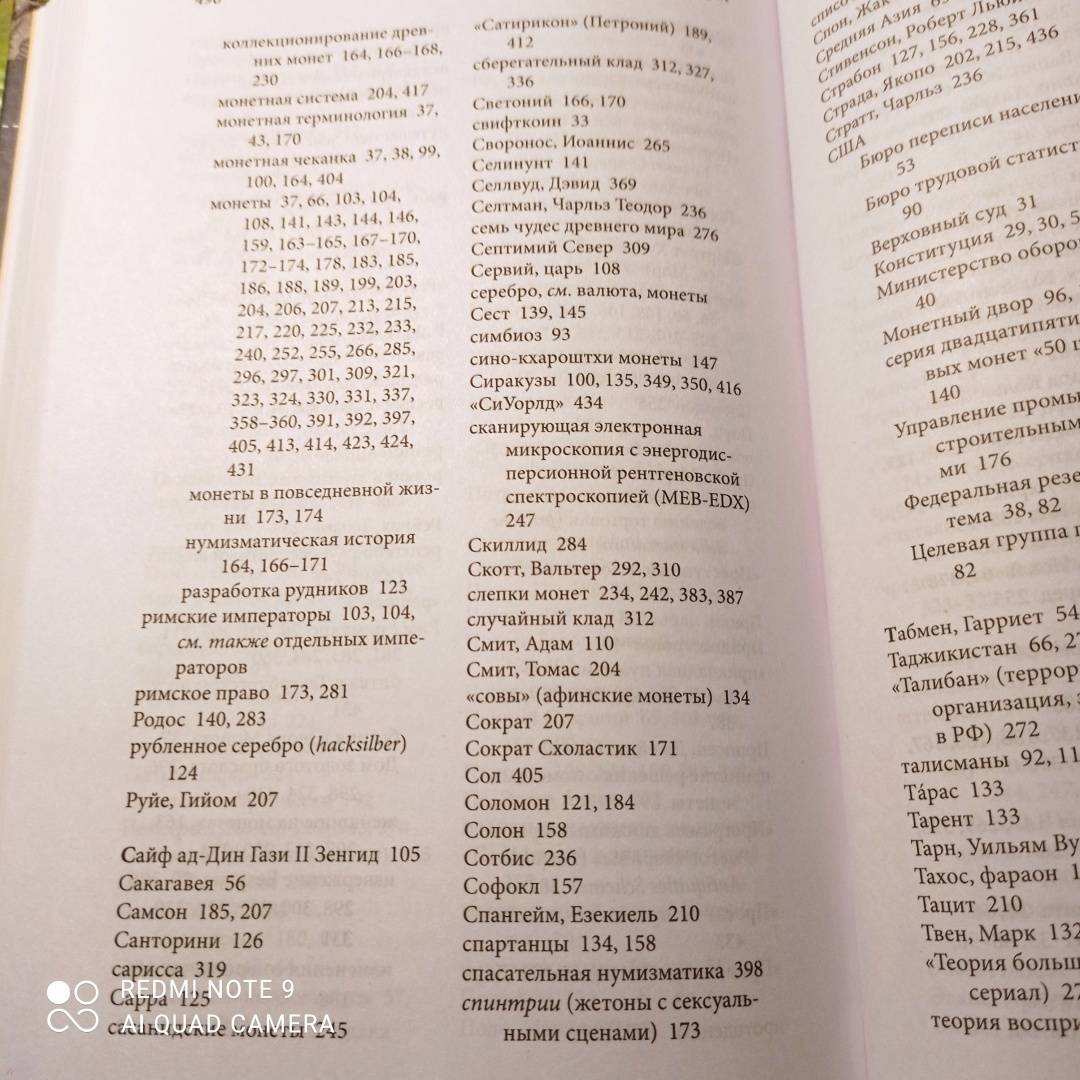 коллекционирование древ-
них монет 164, 166–168,
230
монетная система 204, 417
монетная терминология 37,
43, 170
монетная чеканка 37, 38, 99,
100, 164, 404
монеты 37, 66, 103, 104,
108, 141, 143, 144, 146,
159, 163–165, 167–170,
172–174, 178, 183, 185,
186, 188, 189, 199, 203,
204, 206, 207, 213, 215,
217, 220, 225, 232, 233,
240, 252, 255, 266, 285,
296, 297, 301, 309, 321,
323, 324, 330, 331, 337,
358–360, 391, 392, 397,
405, 413, 414, 423, 424,
431
монеты в повседневной жиз-
ни 173, 174
нумизматическая история
164, 166–171
разработка рудников 123
римские императоры 103, 104,
см. также отдельных импе-
раторов
римское право 173, 281
Родос 140, 283
рубленное серебро (hacksilber)
124
Руйе, Гийом 207
Сайф ад-Дин Гази II Зенгид 105
Сакагавея 56
Самсон 185, 207
Санторини 126
сарисса 319
Сарра 125
сасанидские монеты 245
«Сатирикон» (Петроний) 189,
412
сберегательный клад 312, 327,
336
Светоний 166, 170
свифткоин 33
Своронос, Иоаннис 265
Селинунт 141
Селлвуд, Дэвид 369
Селтман, Чарльз Теодор 236
семь чудес древнего мира 276
Септимий Север 309
Сервий, царь 108
серебро, см. валюта, монеты
Сест 139, 145
симбиоз 93
сино-кхароштхи монеты 147
Сиракузы 100, 135, 349, 350, 416
«СиУорлд» 434
сканирующая электронная
микроскопия с энергодис-
персионной рентгеновской
спектроскопией (MEB-EDX)
247
Скиллид 284
Скотт, Вальтер 292, 310
слепки монет 234, 242, 383, 387
случайный клад 312
Смит, Адам 110
Смит, Томас 204
«совы» (афинские монеты) 134
Сократ 207
Сократ Схоластик 171
Сол 405
Соломон 121, 184
Солон 158
Сотбис 236
Софокл 157
Спангейм, Езекиель 210
спартанцы 134, 158
спасательная нумизматика 398
спинтрии (жетоны с сексуаль-
ными сценами) 173
Спон, Жак
Средняя Азия
Стивенсон, Роберт Льюи
Страбон 127, 156, 228, 361
Страда, Якопо 202, 215, 436
Стратт, Чарльз 236
США
Бюро переписи населени
53
Бюро трудовой статист
90
Верховный суд 31
Конституция 29, 30, 5
Министерство оборо
40
Монетный двор 96,
серия двадцатипяти
вых монет «50 ц
140
Управление промы
строительным
ми 176
Федеральная резе
тема 38, 82
Целевая группа
82
Табмен, Гарриет 54
Таджикистан 66, 27
«Талибан» (террор
организация, з
в РФ) 272
талисманы 92, 11
Та́рас 133
Тарент 133
Тарн, Уильям Ву
Тахос, фараон 1
Тацит 210
Твен, Марк 132
«Теория больш
сериал) 27
теория воспри
REDMI NOTE 9
AI QUAD CAMERA